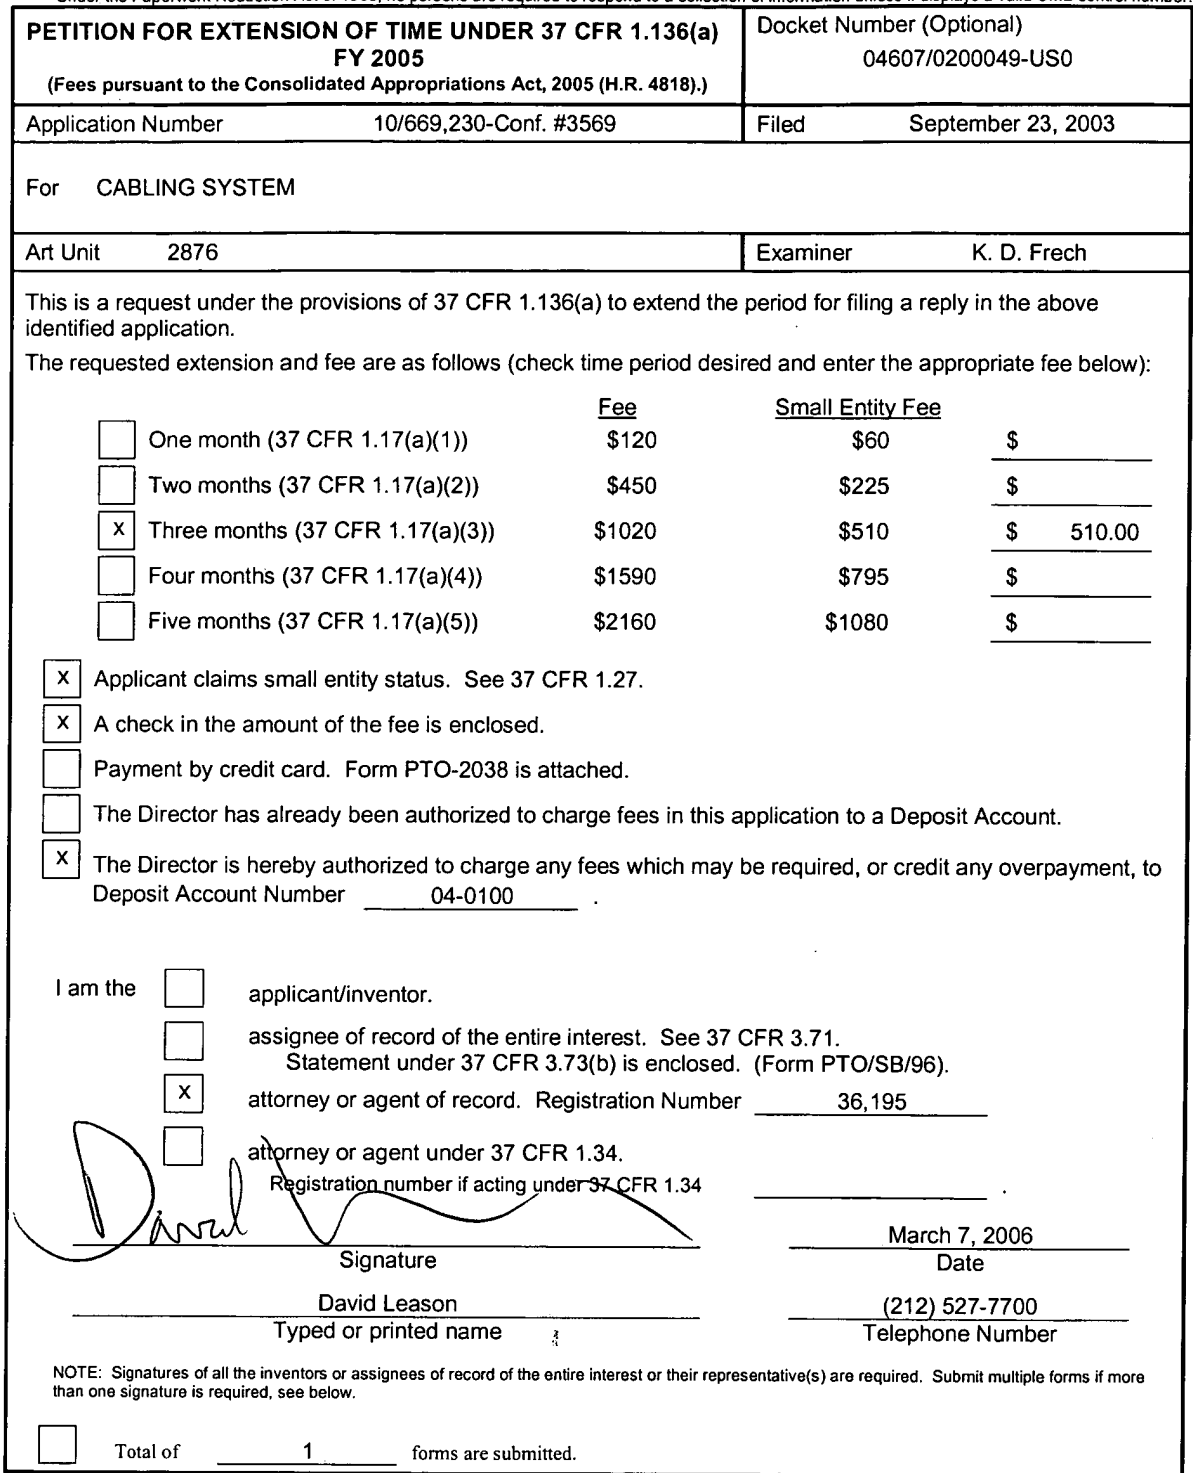 PETITION FOR EXTENSION OF TIME UNDER 37 CFR 1.136(a)
FY 2005
(Fees pursuant to the Consolidated Appropriations Act, 2005 (H.R. 4818).)
Docket Number (Optional)
04607/0200049-US0
Application Number 10/669,230-Conf. #3569
Filed September 23, 2003
For CABLING SYSTEM
Art Unit 2876
Examiner K. D. Frech
This is a request under the provisions of 37 CFR 1.136(a) to extend the period for filing a reply in the above
identified application.
The requested extension and fee are as follows (check time period desired and enter the appropriate fee below):
Fee Small Entity Fee
One month (37 CFR 1.17(a)(1)) $120 $60 $
Two months (37 CFR 1.17(a)(2)) $450 $225 $
x Three months (37 CFR 1.17(a)(3)) $1020 $510 $ 510.00
Four months (37 CFR 1.17(a)(4)) $1590 $795 $
Five months (37 CFR 1.17(a)(5)) $2160 $1080 $
x Applicant claims small entity status. See 37 CFR 1.27.
x A check in the amount of the fee is enclosed.
Payment by credit card. Form PTO-2038 is attached.
The Director has already been authorized to charge fees in this application to a Deposit Account.
x The Director is hereby authorized to charge any fees which may be required, or credit any overpayment, to
Deposit Account Number 04-0100 .
I am the applicant/inventor.
assignee of record of the entire interest. See 37 CFR 3.71.
Statement under 37 CFR 3.73(b) is enclosed. (Form PTO/SB/96).
x attorney or agent of record. Registration Number 36,195
attorney or agent under 37 CFR 1.34.
Registration number if acting under 37 CFR 1.34 .
David
March 7, 2006
Signature
Date
David Leason
(212) 527-7700
Typed or printed name
Telephone Number
NOTE: Signatures of all the inventors or assignees of record of the entire interest or their representative(s) are required. Submit multiple forms if more
than one signature is required, see below.
Total of 1 forms are submitted.